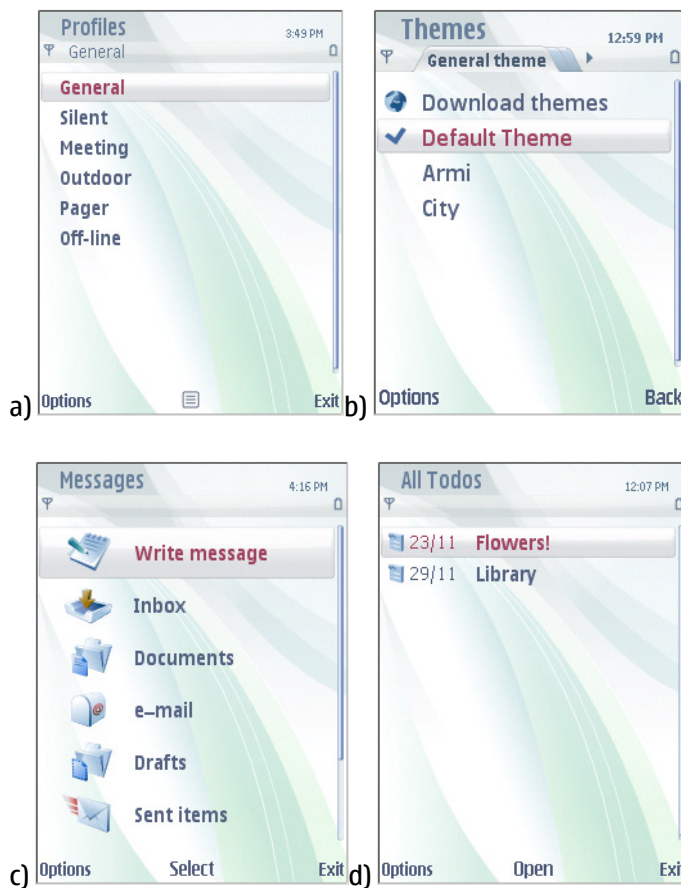 Profiles
3:49 PM
General
General
Silent
Meeting
Outdoor
Pager
Off-line
a) Options
Exit
Themes
12:59 PM
General theme
Download themes
Default Theme
Armi
City
b) Options
Back
Messages
4:16 PM
Write message
Inbox
Documents
e-mail
Drafts
Sent items
c) Options
Select
Exit
All Todos
12:07 PM
23/11 Flowers!
29/11 Library
d) Options
Open
Exit